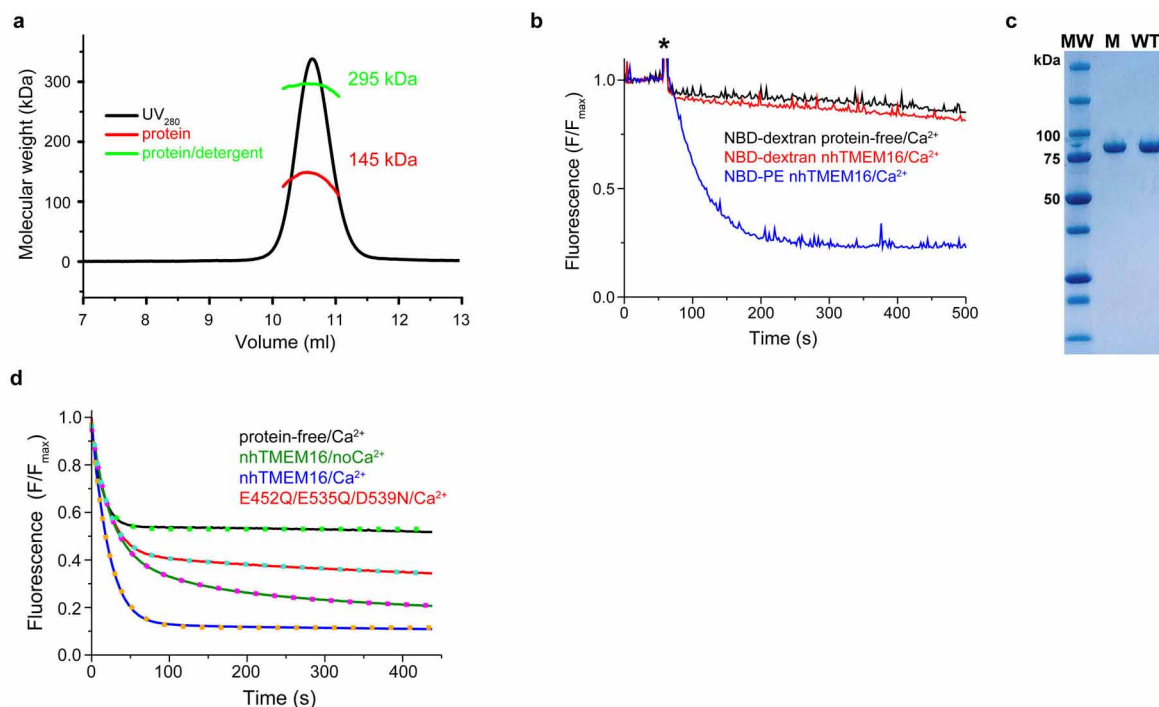 a
Molecular weight (kDa)
300
200
100
0
7
8
9
10
11
12
13
Volume (ml)
UV₂₈₀
protein
protein/detergent
295 kDa
145 kDa
b
*
Fluorescence (F/Fmax)
1.0
0.5
0.0
0
100
200
300
400
500
Time (s)
NBD-dextran protein-free/Ca²⁺
NBD-dextran nhTMEM16/Ca²⁺
NBD-PE nhTMEM16/Ca²⁺
c
MW M WT
kDa
100
75
50
d
Fluorescence (F/Fmax)
1.0
0.8
0.6
0.4
0.2
0.0
0
100
200
300
400
Time (s)
protein-free/Ca²⁺
nhTMEM16/noCa²⁺
nhTMEM16/Ca²⁺
E452Q/E535Q/D539N/Ca²⁺